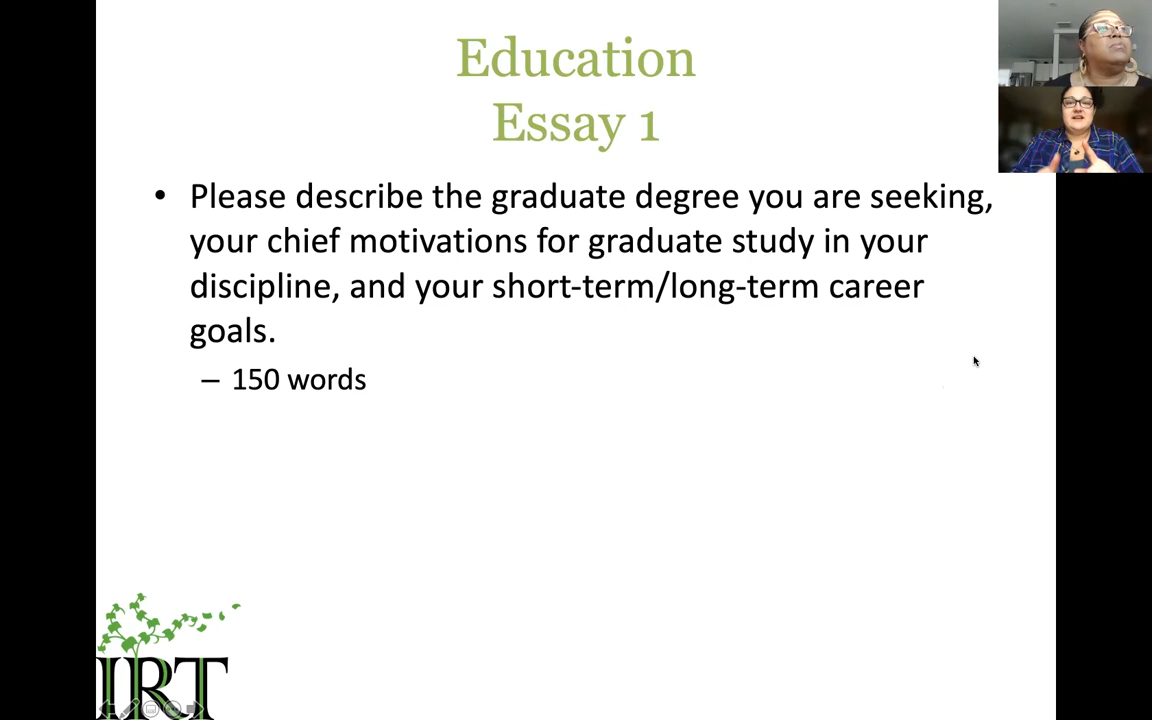 Education
Essay 1
• Please describe the graduate degree you are seeking,
your chief motivations for graduate study in your
discipline, and your short-term/long-term career
goals.
– 150 words
IRT